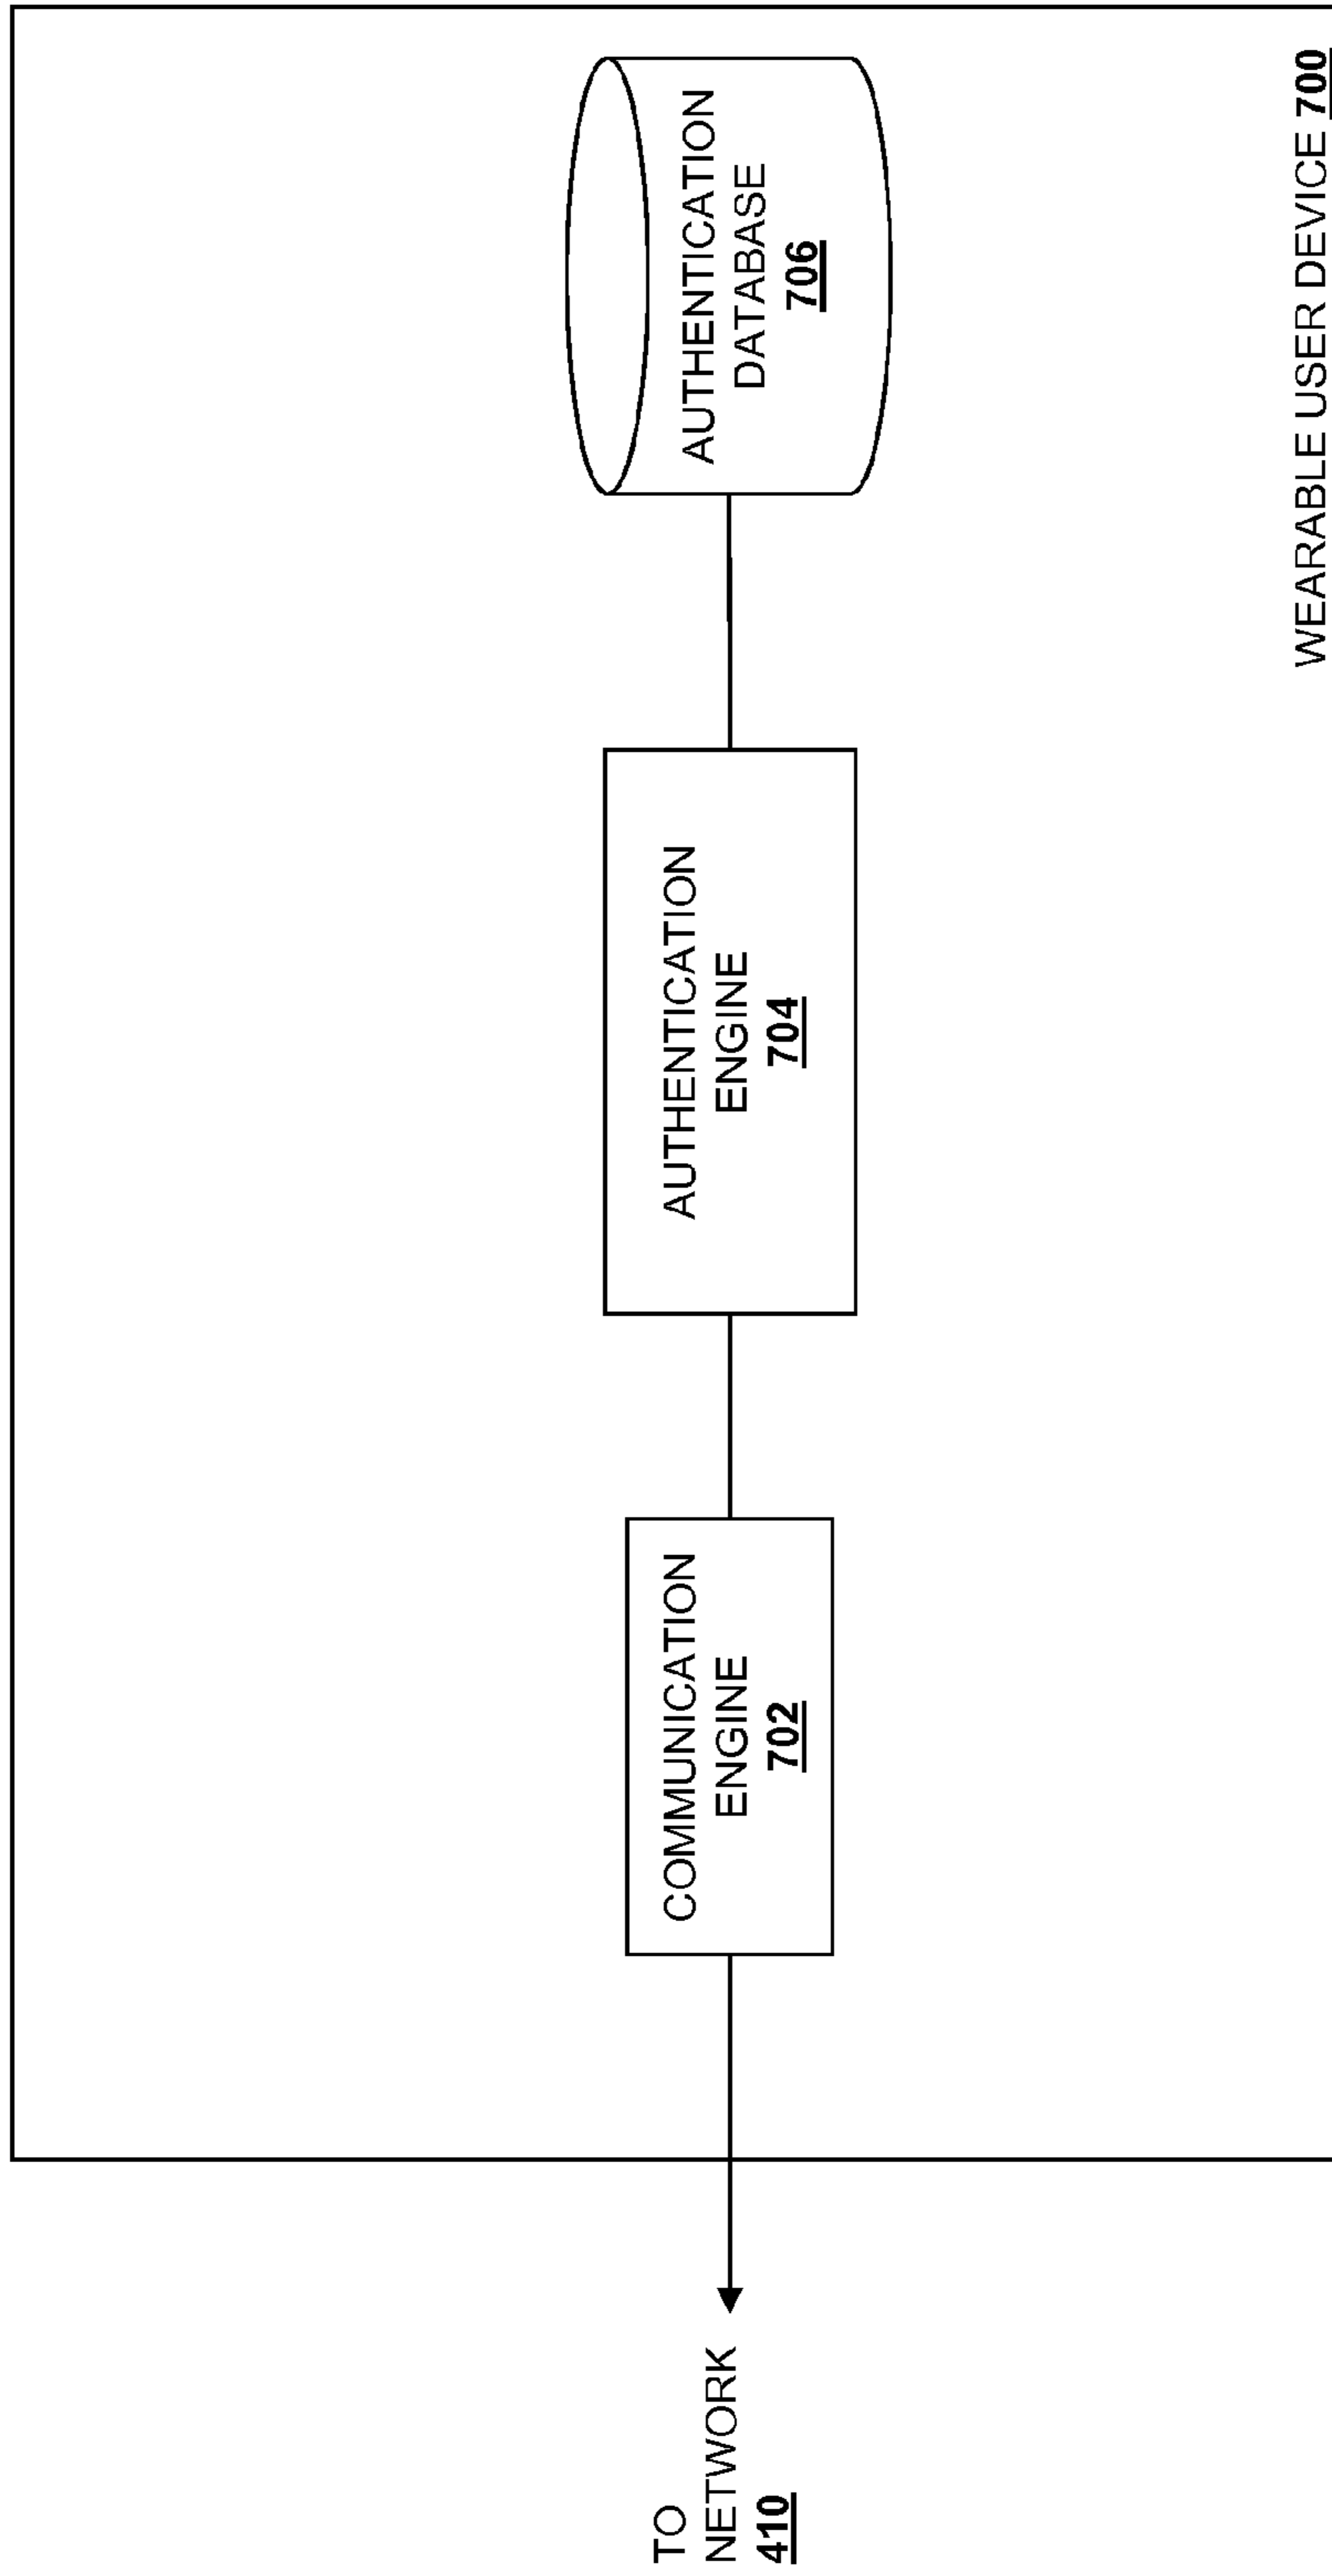 TO
NETWORK
410
COMMUNICATION
ENGINE
702
AUTHENTICATION
ENGINE
704
AUTHENTICATION
DATABASE
706
WEARABLE USER DEVICE 700